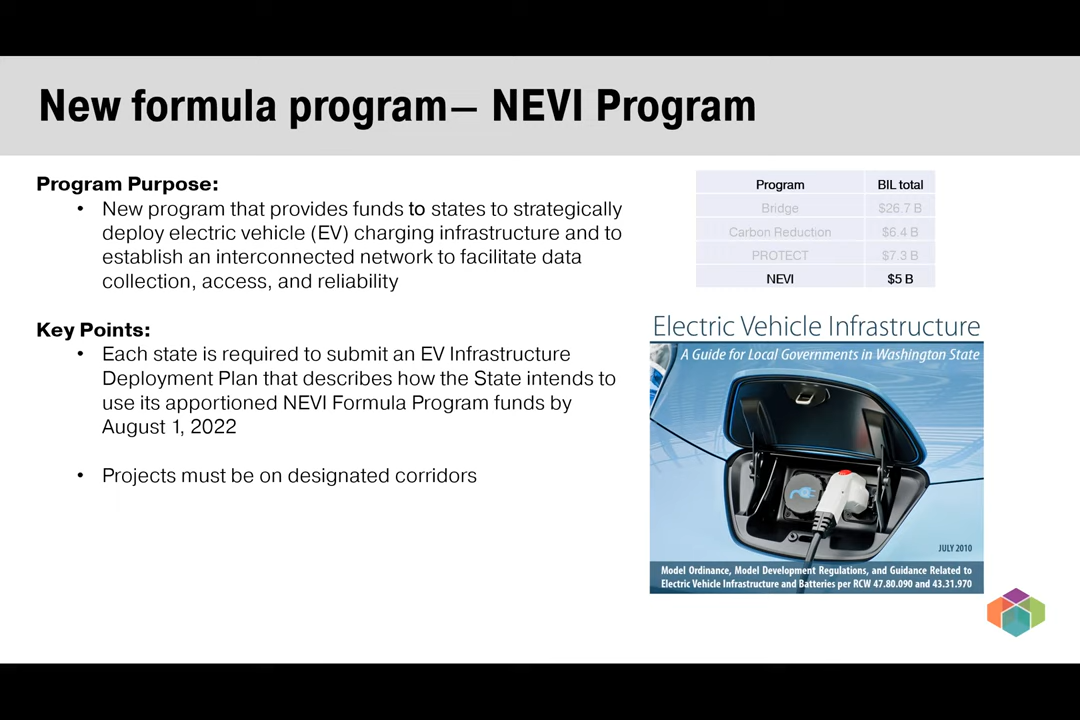 New formula program— NEVI Program
Program Purpose:
• New program that provides funds to states to strategically
deploy electric vehicle (EV) charging infrastructure and to
establish an interconnected network to facilitate data
collection, access, and reliability
Key Points:
• Each state is required to submit an EV Infrastructure
Deployment Plan that describes how the State intends to
use its apportioned NEVI Formula Program funds by
August 1, 2022
• Projects must be on designated corridors
Program BIL total
Bridge $26.7 B
Carbon Reduction $6.4 B
PROTECT $7.3 B
NEVI $5 B
Electric Vehicle Infrastructure
A Guide for Local Governments in Washington State
JULY 2010
Model Ordinance, Model Development Regulations, and Guidance Related to
Electric Vehicle Infrastructure and Batteries per RCW 47.80.090 and 43.31.970